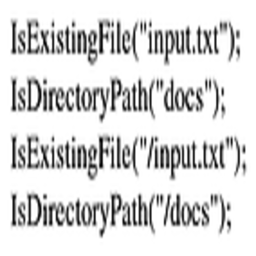 IsExistingFile("input.txt");
IsDirectoryPath("docs");
IsExistingFile("/input.txt");
IsDirectoryPath("/docs");